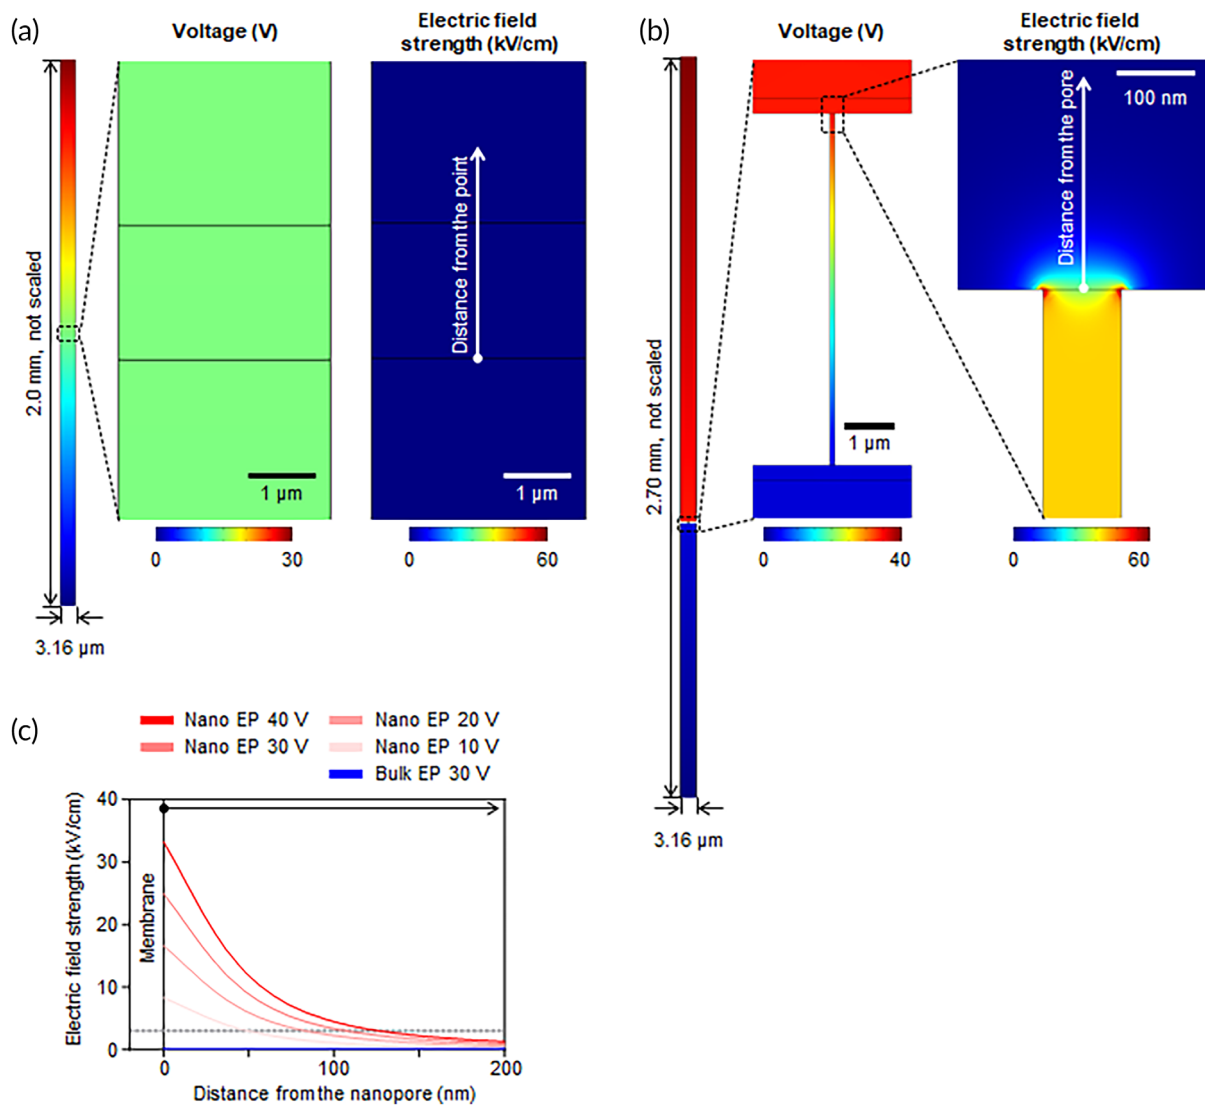 (a)
Voltage (V)
Electric field
strength (kV/cm)
2.0 mm, not scaled
Distance from the point
1 µm
1 µm
0
30
0
60
3.16 µm
(b)
Voltage (V)
Electric field
strength (kV/cm)
100 nm
Distance from the pore
2.70 mm, not scaled
1 µm
0
40
0
60
3.16 µm
(c)
Nano EP 40 V
Nano EP 20 V
Nano EP 30 V
Nano EP 10 V
Bulk EP 30 V
Electric field strength (kV/cm)
40
30
20
10
0
Membrane
0
100
200
Distance from the nanopore (nm)